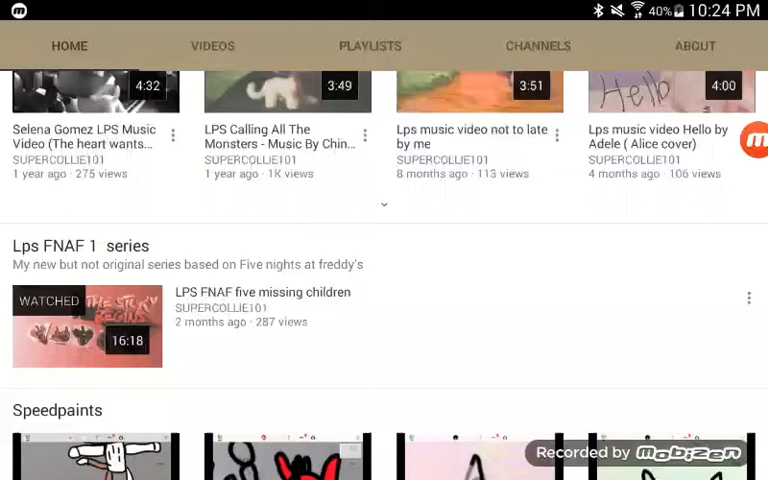 40% 10:24 PM
HOME VIDEOS PLAYLISTS CHANNELS ABOUT
4:32 3:49 3:51 4:00
Hello
Selena Gomez LPS Music Video (The heart wants...
SUPERCOLLIE101
1 year ago · 275 views
LPS Calling All The Monsters - Music By Chin...
SUPERCOLLIE101
1 year ago · 1K views
Lps music video not to late by me
SUPERCOLLIE101
8 months ago · 113 views
Lps music video Hello by Adele ( Alice cover)
SUPERCOLLIE101
4 months ago · 106 views
Lps FNAF 1 series
My new but not original series based on Five nights at freddy's
WATCHED
THE STORY
BEGINS
16:18
LPS FNAF five missing children
SUPERCOLLIE101
2 months ago · 287 views
Speedpaints
Recorded by mobizen